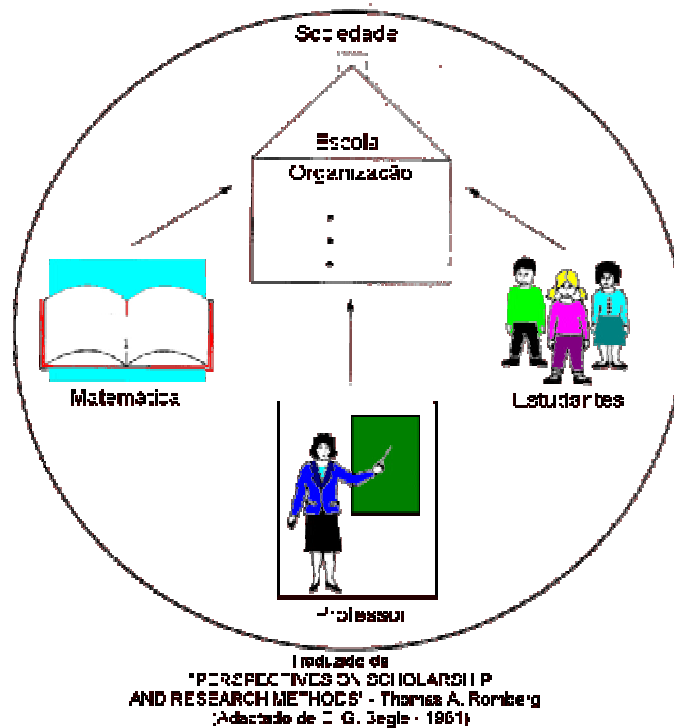 Sociedade
Escola
Organização
Matemática
Estudantes
Professor
Traduzido de
"PERSPECTIVES ON SCHOLARSHIP
AND RESEARCH METHODS" - Thomas A. Romberg
(Adaptado de E. G. Begle - 1961)